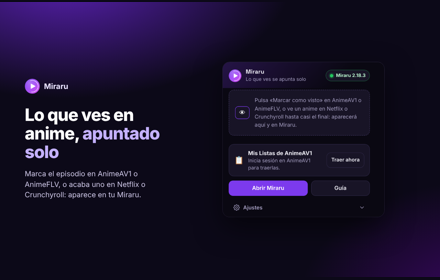 Miraru
Lo que ves en
anime, apuntado
solo
Marca el episodio en AnimeAV1 o
AnimeFLV, o acaba uno en Netflix o
Crunchyroll: aparece en tu Miraru.
Miraru
Lo que ves se apunta solo
Miraru 2.18.3
Pulsa «Marcar como visto» en AnimeAV1 o
AnimeFLV, o ve un anime en Netflix o
Crunchyroll hasta casi el final: aparecerá
aquí y en Miraru.
Mis Listas de AnimeAV1
Inicia sesión en AnimeAV1
para traerlas.
Traer ahora
Abrir Miraru
Guía
Ajustes